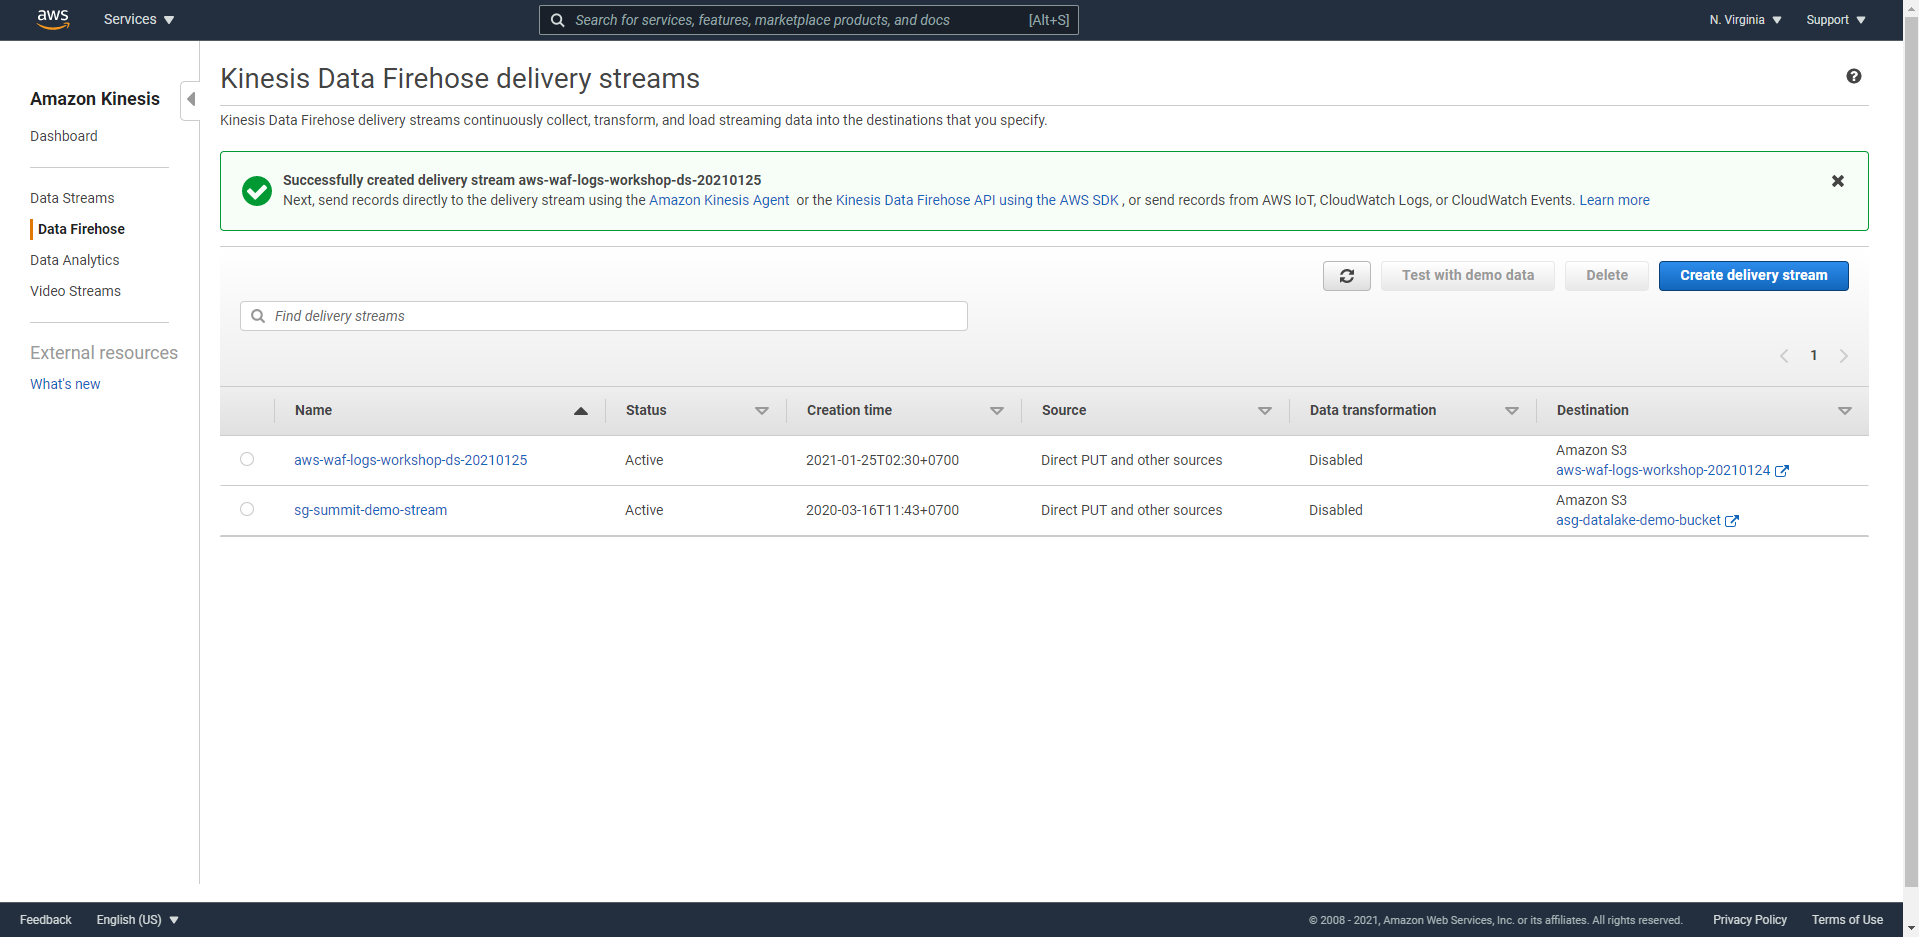 aws
Services
Search for services, features, marketplace products, and docs
[Alt+S]
N. Virginia
Support
Amazon Kinesis
Dashboard
Data Streams
Data Firehose
Data Analytics
Video Streams
External resources
What's new
Kinesis Data Firehose delivery streams
Kinesis Data Firehose delivery streams continuously collect, transform, and load streaming data into the destinations that you specify.
Successfully created delivery stream aws-waf-logs-workshop-ds-20210125
Next, send records directly to the delivery stream using the Amazon Kinesis Agent or the Kinesis Data Firehose API using the AWS SDK , or send records from AWS IoT, CloudWatch Logs, or CloudWatch Events. Learn more
Test with demo data
Delete
Create delivery stream
Find delivery streams
1
Name Status Creation time Source Data transformation Destination
aws-waf-logs-workshop-ds-20210125 Active 2021-01-25T02:30+0700 Direct PUT and other sources Disabled Amazon S3
aws-waf-logs-workshop-20210124
sg-summit-demo-stream Active 2020-03-16T11:43+0700 Direct PUT and other sources Disabled Amazon S3
asg-datalake-demo-bucket
Feedback
English (US)
© 2008 - 2021, Amazon Web Services, Inc. or its affiliates. All rights reserved.
Privacy Policy
Terms of Use